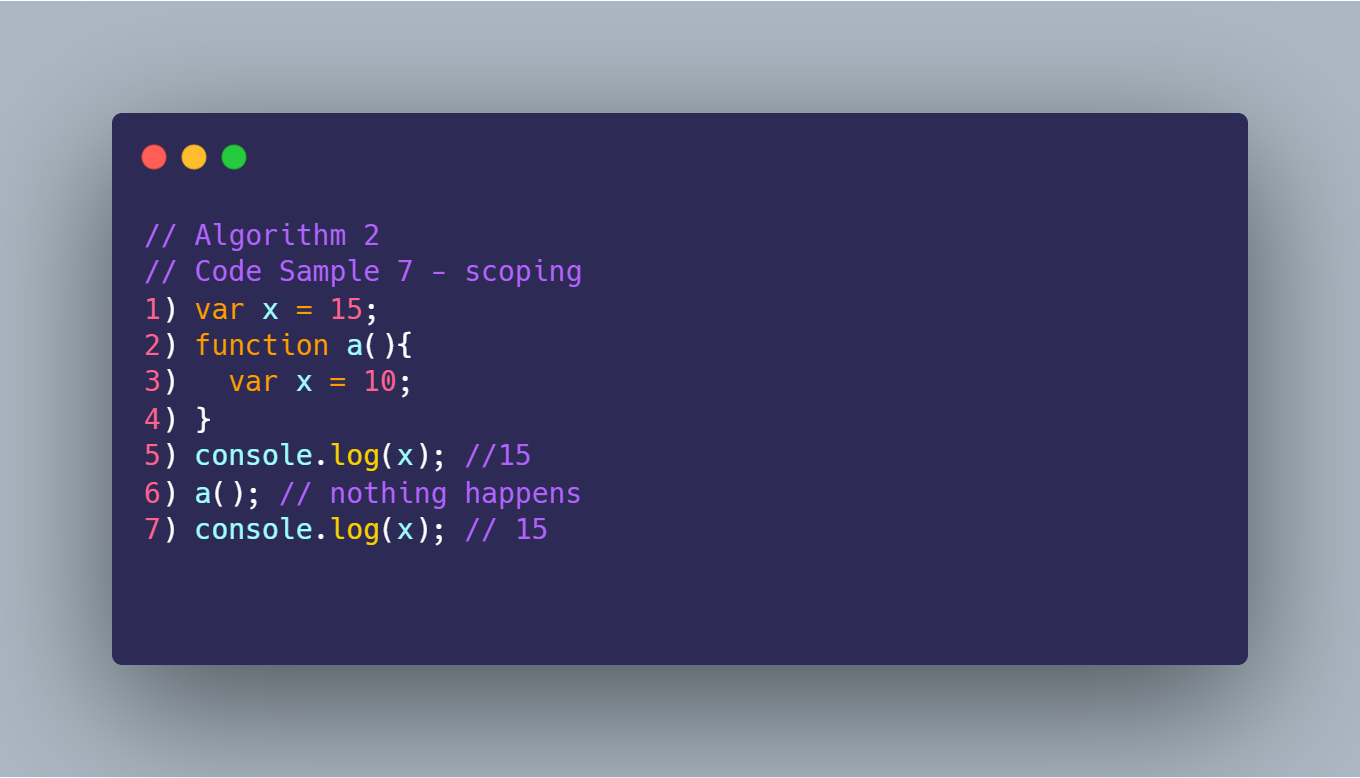 // Algorithm 2
// Code Sample 7 - scoping
1) var x = 15;
2) function a(){
3)   var x = 10;
4) }
5) console.log(x); //15
6) a(); // nothing happens
7) console.log(x); // 15